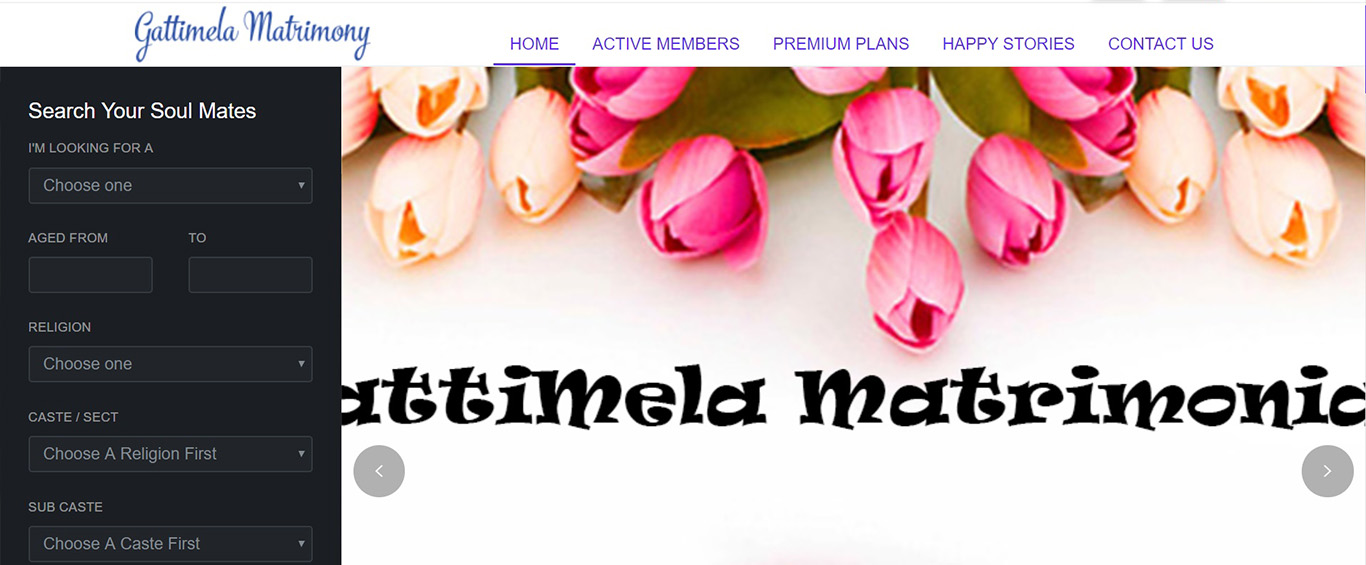 Gattimela Matrimony
HOME ACTIVE MEMBERS PREMIUM PLANS HAPPY STORIES CONTACT US
Search Your Soul Mates
I'M LOOKING FOR A
Choose one
AGED FROM TO
RELIGION
Choose one
CASTE / SECT
Choose A Religion First
SUB CASTE
Choose A Caste First
attiMela Matrimonia